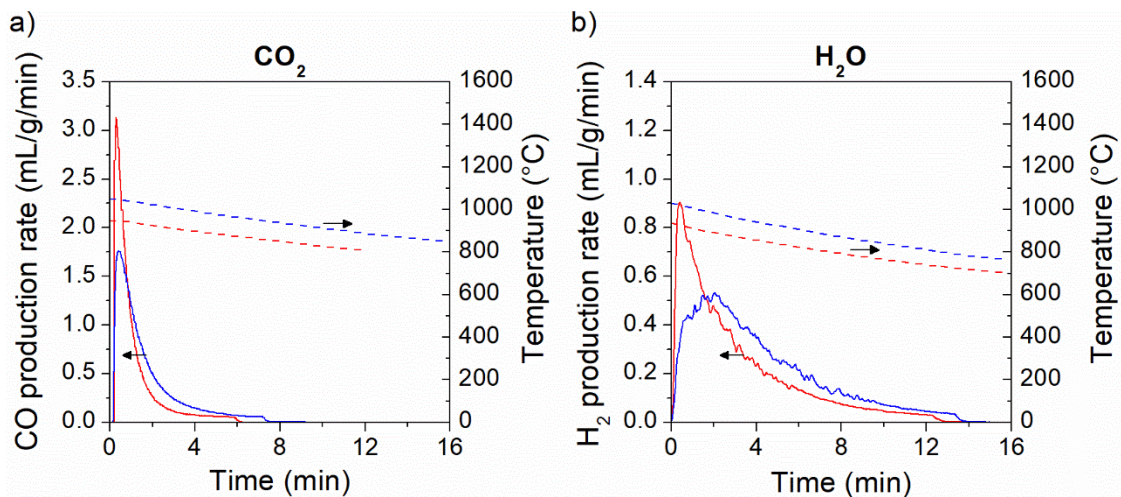 a)
CO₂
CO production rate (mL/g/min)
3.5
3.0
2.5
2.0
1.5
1.0
0.5
0.0
0 4 8 12 16
Time (min)
1600
1400
1200
1000
800
600
400
200
0
Temperature (°C)
b)
H₂O
H₂ production rate (mL/g/min)
1.4
1.2
1.0
0.8
0.6
0.4
0.2
0.0
0 4 8 12 16
Time (min)
1600
1400
1200
1000
800
600
400
200
0
Temperature (°C)